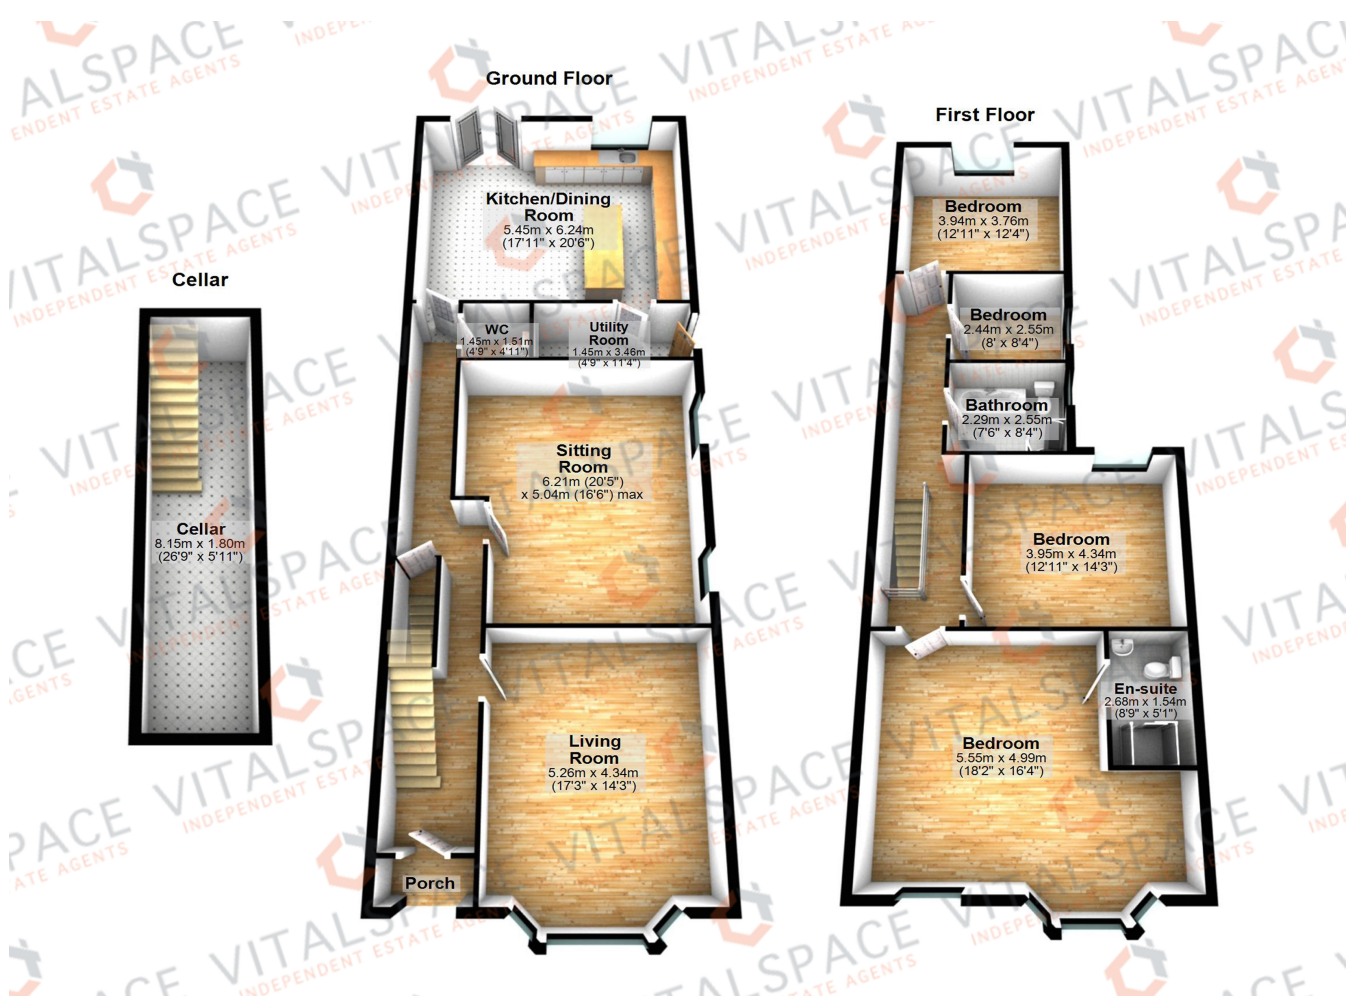 Ground Floor
Kitchen/Dining
Room
5.45m x 6.24m
(17'11" x 20'6")
WC
1.45m x 1.51m
(4'9" x 4'11")
Utility
Room
1.45m x 3.46m
(4'9" x 11'4")
Sitting
Room
6.21m (20'5")
x 5.04m (16'6") max
Living
Room
5.26m x 4.34m
(17'3" x 14'3")
Porch
First Floor
Bedroom
3.94m x 3.76m
(12'11" x 12'4")
Bedroom
2.44m x 2.55m
(8' x 8'4")
Bathroom
2.29m x 2.55m
(7'6" x 8'4")
Bedroom
3.95m x 4.34m
(12'11" x 14'3")
En-suite
2.68m x 1.54m
(8'9" x 5'1")
Bedroom
5.55m x 4.99m
(18'2" x 16'4")
Cellar
Cellar
8.15m x 1.80m
(26'9" x 5'11")
VITALSPACE
INDEPENDENT ESTATE AGENTS